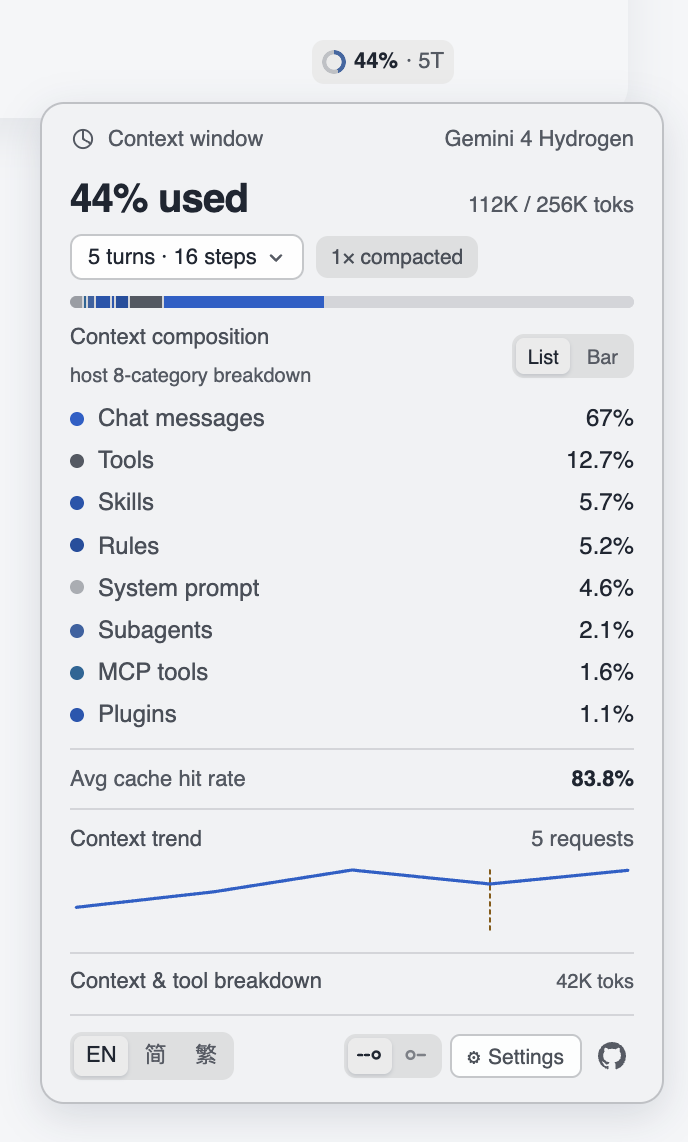 44% · 5T
Context window Gemini 4 Hydrogen
44% used 112K / 256K toks
5 turns · 16 steps 1× compacted
Context composition
host 8-category breakdown List Bar
Chat messages 67%
Tools 12.7%
Skills 5.7%
Rules 5.2%
System prompt 4.6%
Subagents 2.1%
MCP tools 1.6%
Plugins 1.1%
Avg cache hit rate 83.8%
Context trend 5 requests
Context & tool breakdown 42K toks
EN 简 繁 Settings